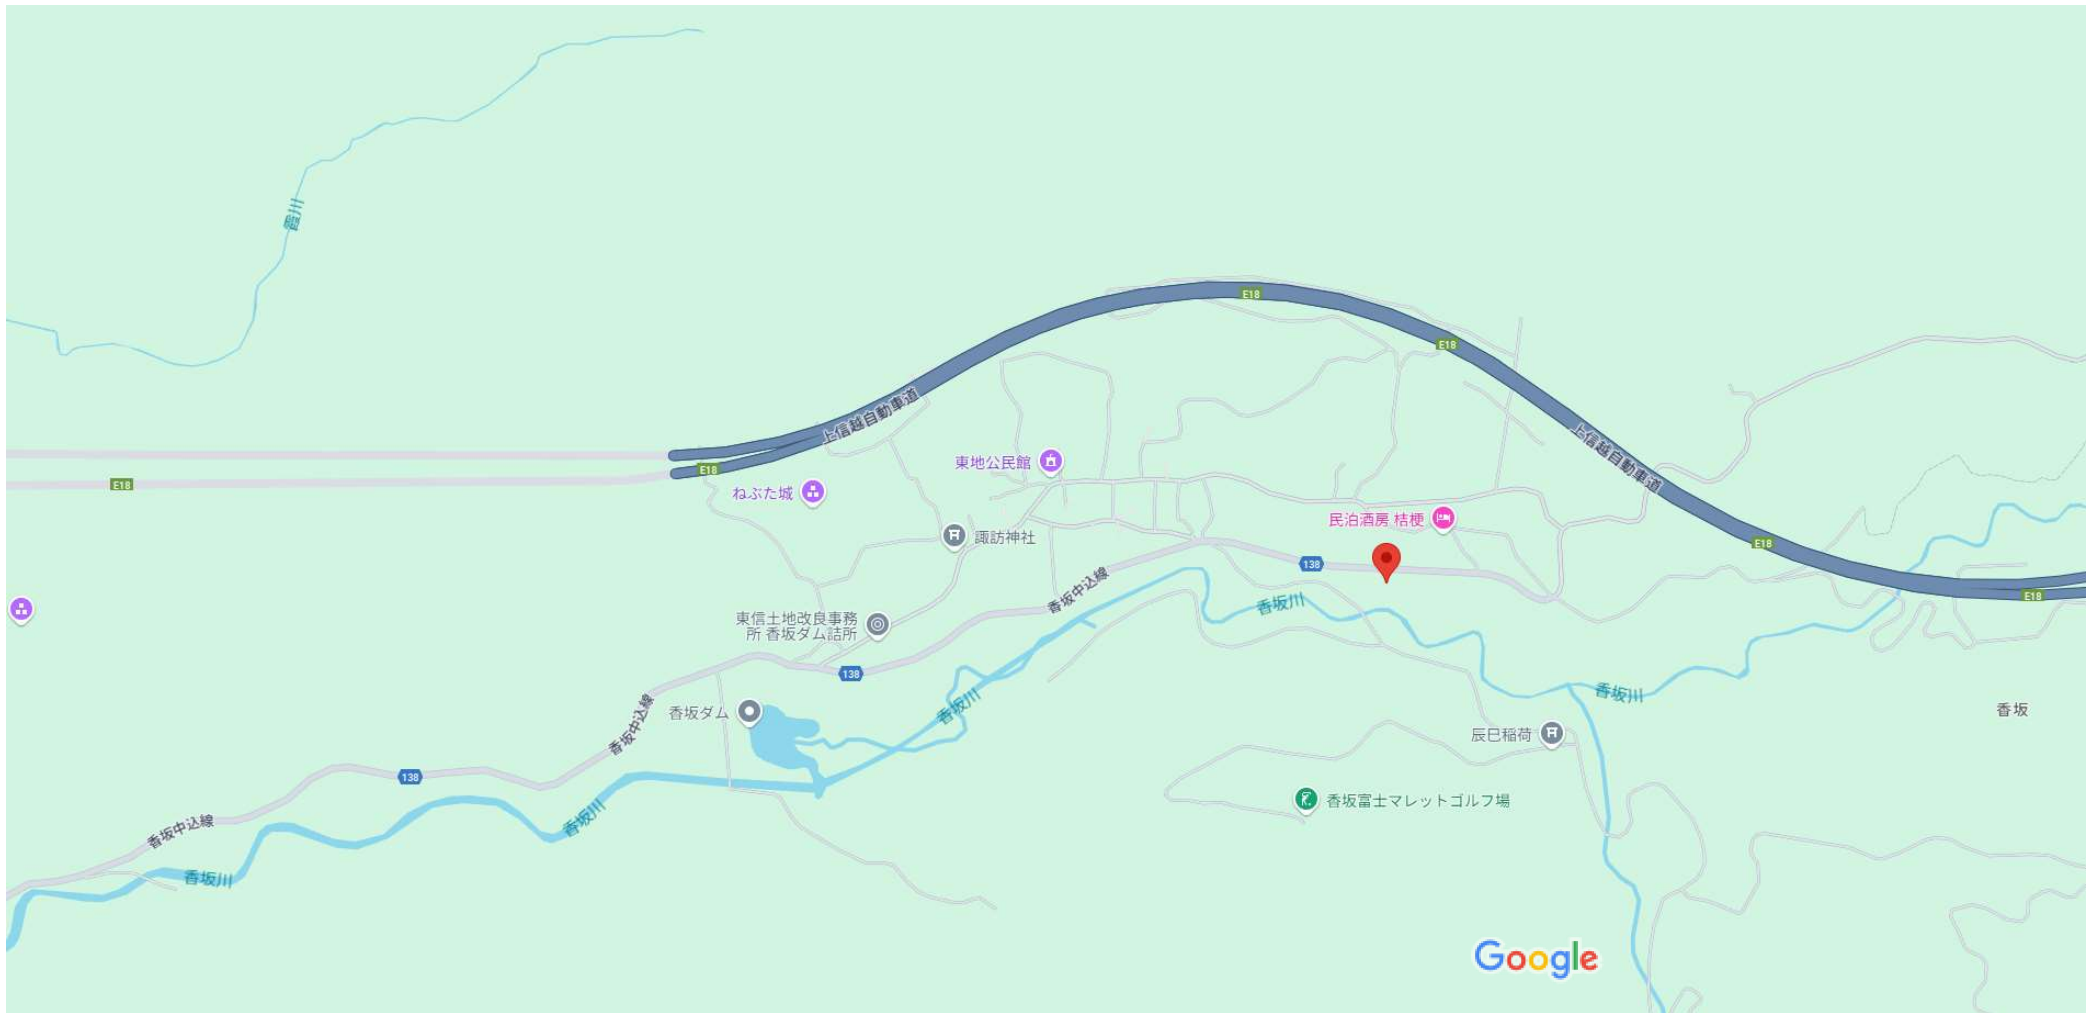 霞川
E18
E18
上信越自動車道
E18
上信越自動車道
E18
E18
東地公民館
ねぶた城
民泊酒房 桔梗
諏訪神社
138
E18
E18
香坂中込線
香坂川
東信土地改良事務
所 香坂ダム詰所
138
香坂川
香坂川
香坂
香坂中込線
香坂ダム
辰巳稲荷
138
香坂富士マレットゴルフ場
香坂川
香坂中込線
香坂川
Google